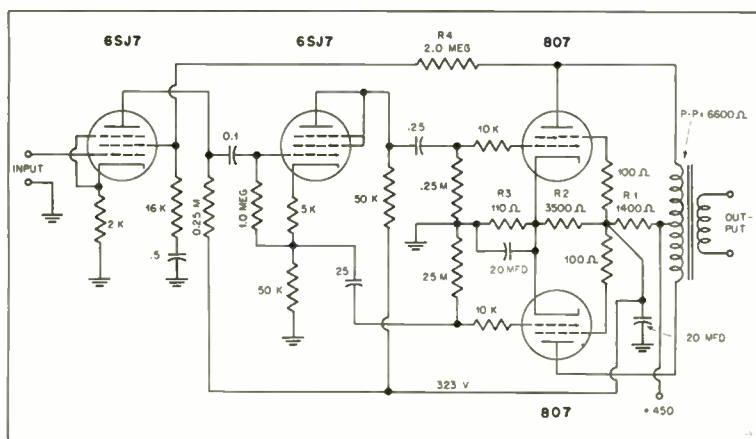 6SJ7
6SJ7
R4
2.0 MEG
807
P-P= 6600Ω
INPUT
0.1
.25
10 K
2 K
16 K
.5
0.25 M
1.0 MEG
5 K
50 K
50 K
.25 M
R3
110 Ω
R2
3500Ω
100 Ω
R1
1400Ω
OUT-
PUT
25
25 M
20 MFD
100 Ω
10 K
20 MFD
323 V
+450
807